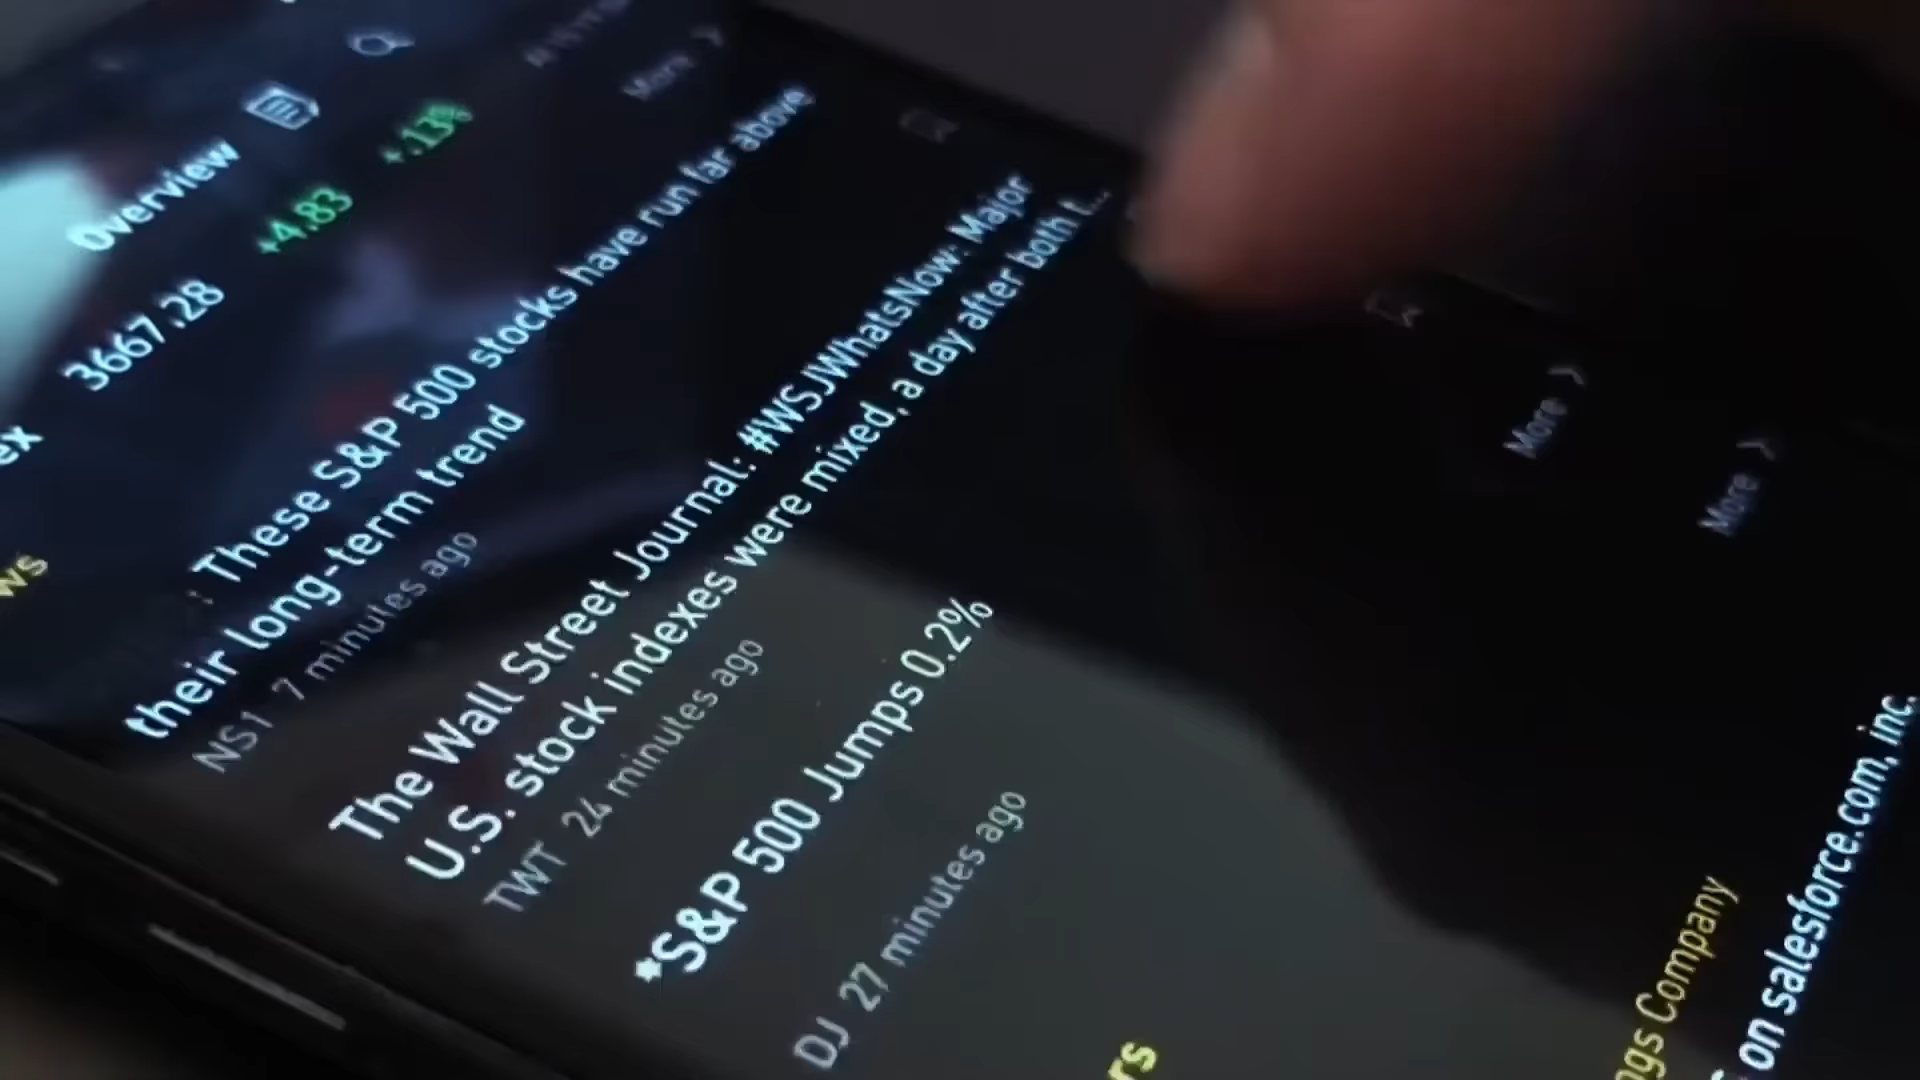 Overview
ex
3667.28
+4.83
+.13%
ws
More
: These S&P 500 stocks have run far above
their long-term trend
NS1 7 minutes ago
The Wall Street Journal: #WSJWhatsNow: Major
U.S. stock indexes were mixed, a day after both t...
TWT 24 minutes ago
*S&P 500 Jumps 0.2%
DJ 27 minutes ago
More
rs
More
ngs Company
on salesforce.com, inc.